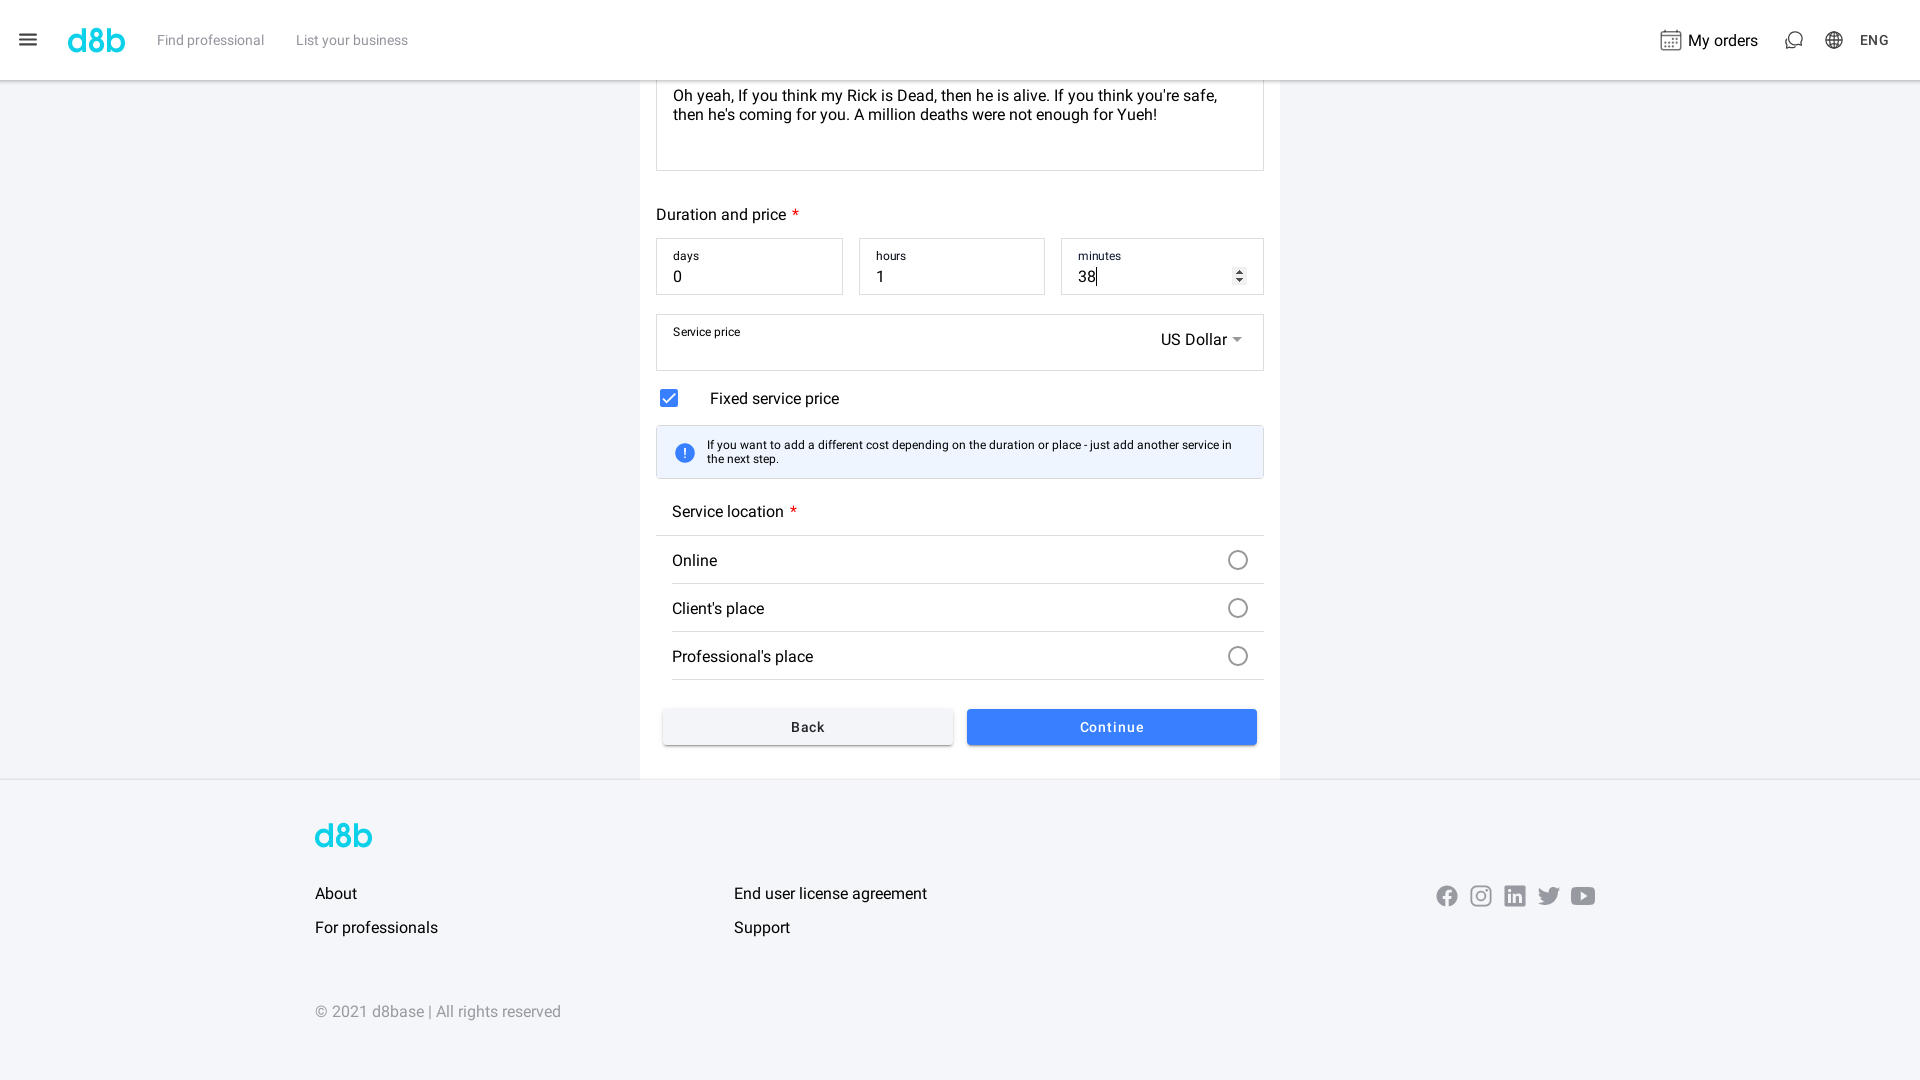 d8b
Find professional
List your business
My orders
ENG
Oh yeah, If you think my Rick is Dead, then he is alive. If you think you're safe,
then he's coming for you. A million deaths were not enough for Yueh!
Duration and price *
days
0
hours
1
minutes
38
Service price
US Dollar
Fixed service price
If you want to add a different cost depending on the duration or place - just add another service in
the next step.
Service location *
Online
Client's place
Professional's place
Back
Continue
d8b
About
For professionals
End user license agreement
Support
© 2021 d8base | All rights reserved